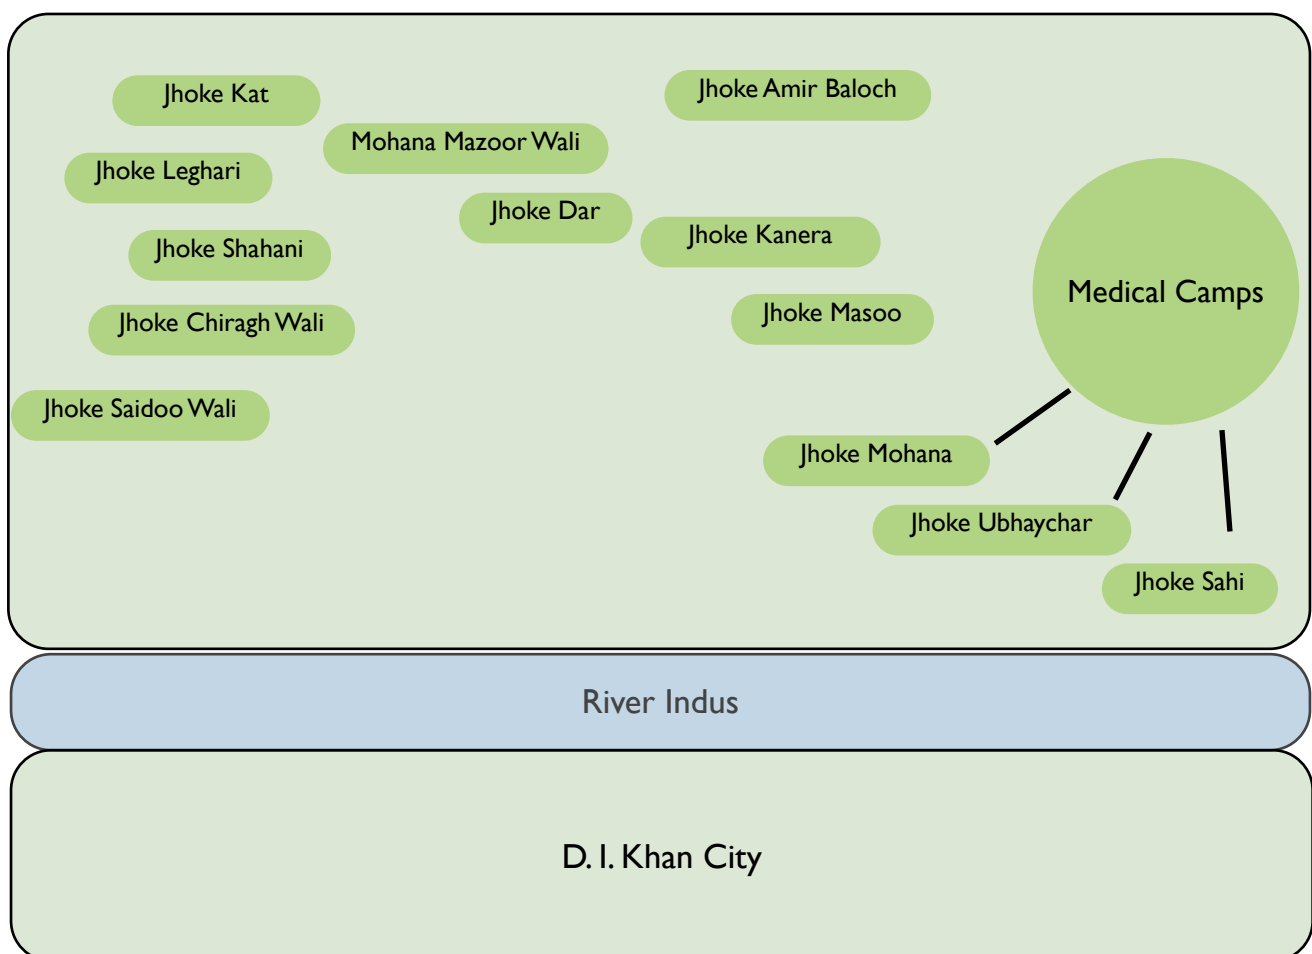 Jhoke Kat
Jhoke Amir Baloch
Mohana Mazoor Wali
Jhoke Leghari
Jhoke Dar
Jhoke Kanera
Jhoke Shahani
Medical Camps
Jhoke Masoo
Jhoke Chiragh Wali
Jhoke Saidoo Wali
Jhoke Mohana
Jhoke Ubhaychar
Jhoke Sahi
River Indus
D. I. Khan City